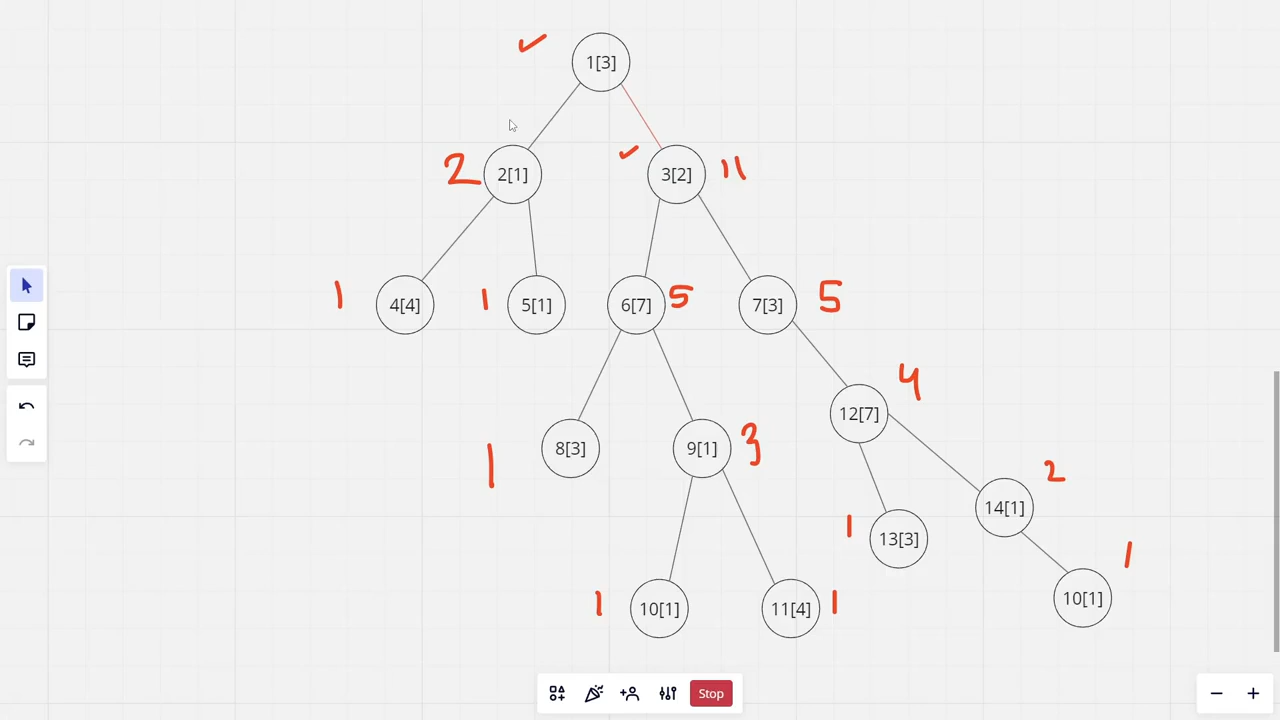 1[3]
2 2[1] 3[2] 11
1 4[4] 1 5[1] 6[7] 5 7[3] 5
4
12[7]
1 8[3] 9[1] 3
2
14[1]
1 13[3]
1
10[1]
1 10[1] 11[4] 1
Stop